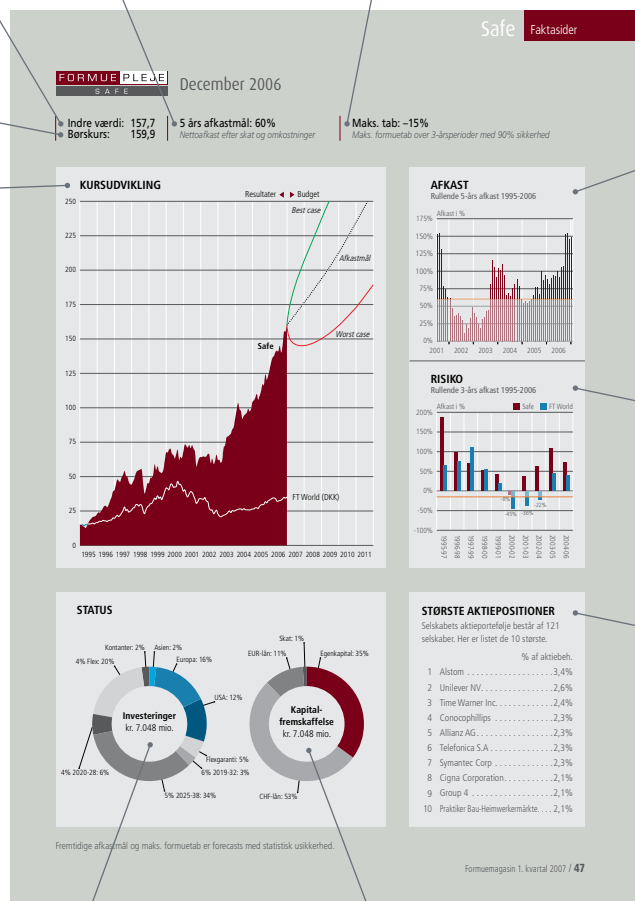 Safe
Faktasider
FORMUEPLEJE
SAFE
December 2006
Indre værdi: 157,7
Børskurs: 159,9
5 års afkastmål: 60%
Nettoafkast efter skat og omkostninger
Maks. tab: –15%
Maks. formuetab over 3-årsperioder med 90% sikkerhed
KURSUDVIKLING
Resultater
Budget
250
225
200
175
150
125
100
75
50
25
0
Best case
Afkastmål
Worst case
Safe
FT World (DKK)
1995 1996 1997 1998 1999 2000 2001 2002 2003 2004 2005 2006 2007 2008 2009 2010 2011
AFKAST
Rullende 5-års afkast 1995-2006
Afkast i %
175%
150%
125%
100%
75%
50%
25%
0%
2001 2002 2003 2004 2005 2006
RISIKO
Rullende 3-års afkast 1995-2006
Afkast i %
Safe
FT World
200%
150%
100%
50%
0%
-50%
-100%
-45%
-38%
-22%
1995-97
1996-98
1997-99
1998-00
1999-01
2000-02
2001-03
2002-04
2003-05
2004-06
STATUS
Kontanter: 2%
Asien: 2%
4% Flex: 20%
Europa: 16%
USA: 12%
Investeringer
kr. 7.048 mio.
Flexgaranti: 5%
6% 2019-32: 3%
4% 2020-28: 6%
5% 2025-38: 34%
Skat: 1%
EUR-lån: 11%
Egenkapital: 35%
Kapital-
fremskaffelse
kr. 7.048 mio.
CHF-lån: 53%
STØRSTE AKTIEPOSITIONER
Selskabets aktieportefølje består af 121
selskaber. Her er listet de 10 største.
% af aktiebeh.
1 Alstom . . . . . . . . . . . . . . . . . . . . 3,4%
2 Unilever NV. . . . . . . . . . . . . . . . . 2,6%
3 Time Warner Inc. . . . . . . . . . . . . . 2,4%
4 Conocophillips . . . . . . . . . . . . . . 2,3%
5 Allianz AG . . . . . . . . . . . . . . . . . . 2,3%
6 Telefonica S.A . . . . . . . . . . . . . . . 2,3%
7 Symantec Corp . . . . . . . . . . . . . . 2,3%
8 Cigna Corporation. . . . . . . . . . . . 2,1%
9 Group 4 . . . . . . . . . . . . . . . . . . . 2,1%
10 Praktiker Bau-Heimwerkermärkte. . . . 2,1%
Fremtidige afkastmål og maks. formuetab er forecasts med statistisk usikkerhed.
Formuemagasin 1. kvartal 2007 / 47